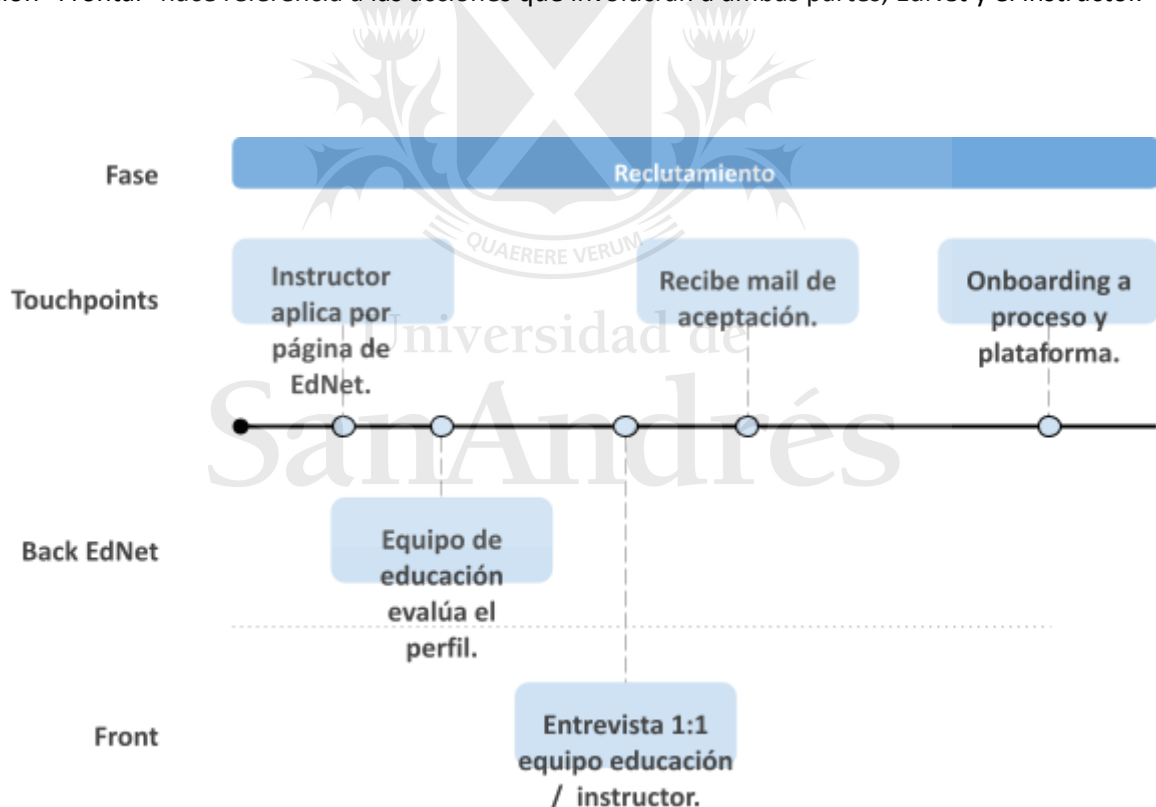 "Frontal" hace referencia a las acciones que involucran a ambas partes, EdNet y el instructor.
Fase
Reclutamiento
QUAERERE VERUM
Touchpoints
Instructor
aplica por
página de
EdNet.
Recibe mail de
aceptación.
Onboarding a
proceso y
plataforma.
Universidad de
SanAndrés
Back EdNet
Equipo de
educación
evalúa el
perfil.
Front
Entrevista 1:1
equipo educación
/ instructor.